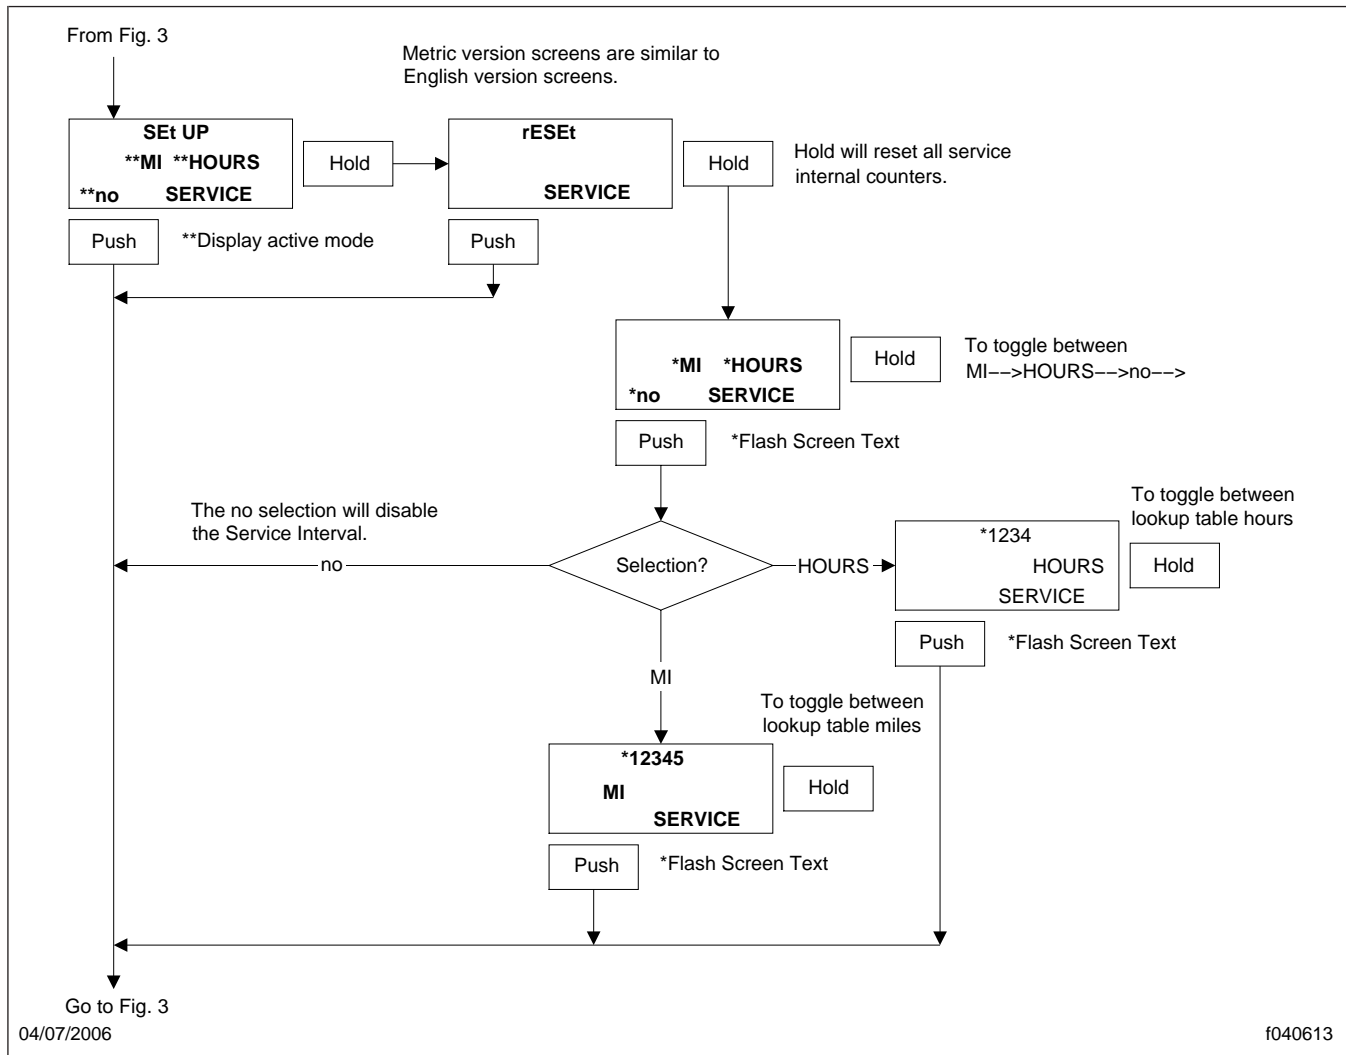 From Fig. 3
Metric version screens are similar to
English version screens.
SEt UP
**MI **HOURS
**no SERVICE
Hold
rESEt
SERVICE
Hold
Hold will reset all service
internal counters.
Push
**Display active mode
Push
*MI *HOURS
*no SERVICE
Hold
To toggle between
MI-->HOURS-->no-->
Push
*Flash Screen Text
The no selection will disable
the Service Interval.
no
Selection?
HOURS
To toggle between
lookup table hours
*1234
HOURS
SERVICE
Hold
Push
*Flash Screen Text
MI
To toggle between
lookup table miles
*12345
MI
SERVICE
Hold
Push
*Flash Screen Text
Go to Fig. 3
04/07/2006
f040613